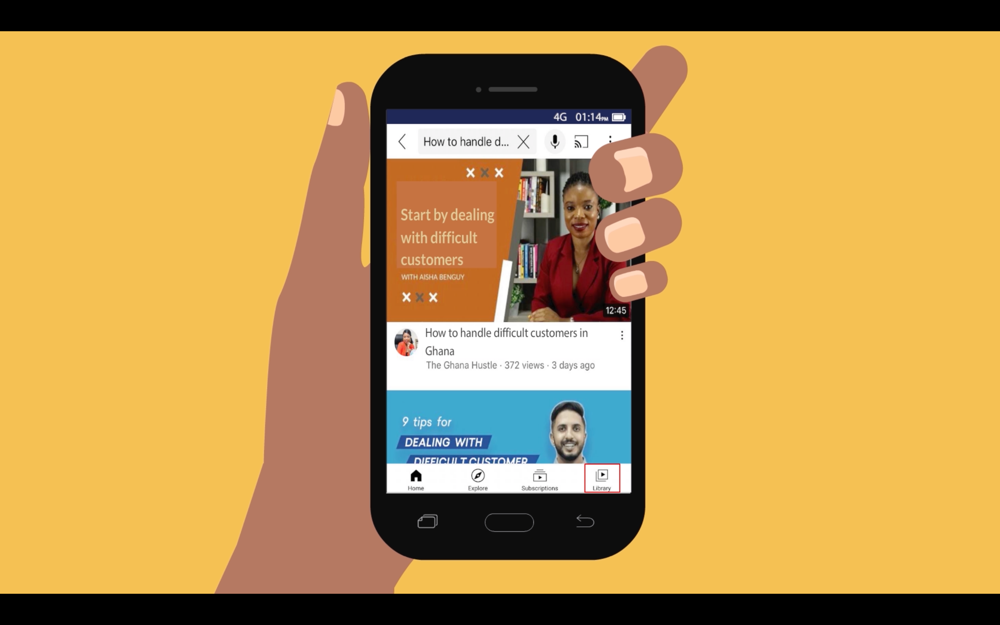 4G 01:14PM
How to handle d...
Start by dealing
with difficult
customers
WITH AISHA BENGUY
12:45
How to handle difficult customers in
Ghana
The Ghana Hustle · 372 views · 3 days ago
9 tips for
DEALING WITH
DIFFICULT CUSTOMER
Home Explore Subscriptions Library